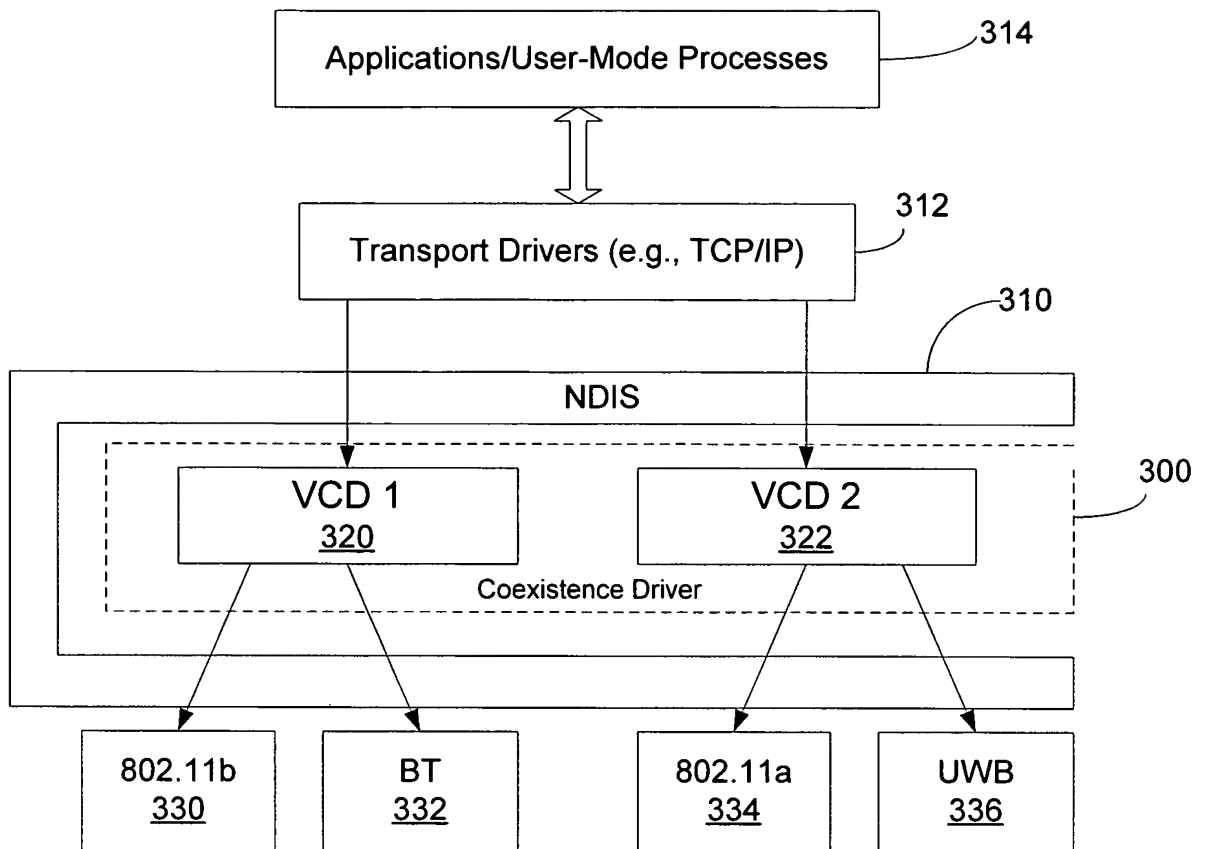 314
Applications/User-Mode Processes
312
Transport Drivers (e.g., TCP/IP)
310
NDIS
300
VCD 1
320
VCD 2
322
Coexistence Driver
802.11b
330
BT
332
802.11a
334
UWB
336